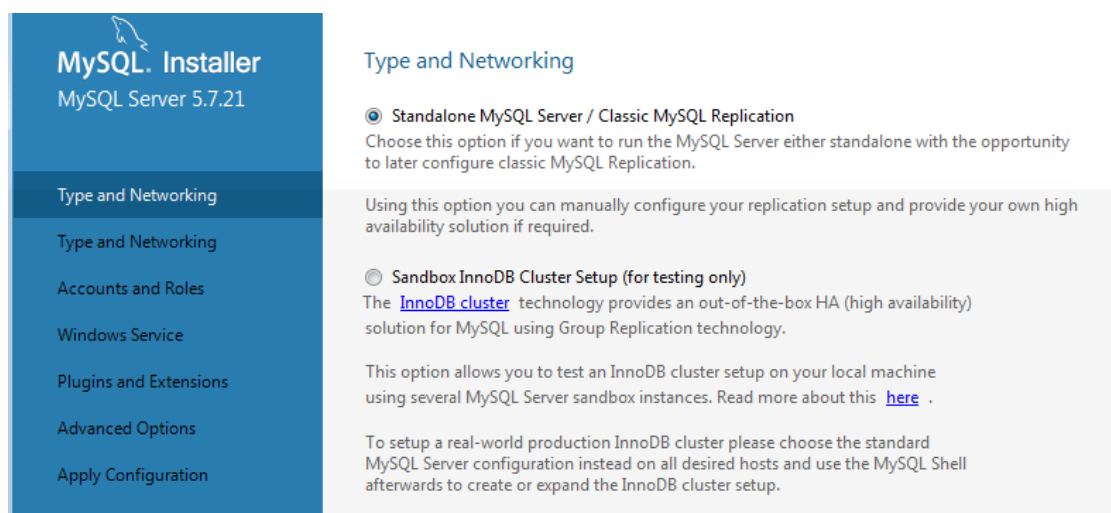 MySQL. Installer
MySQL Server 5.7.21
Type and Networking
Type and Networking
Accounts and Roles
Windows Service
Plugins and Extensions
Advanced Options
Apply Configuration
Type and Networking
Standalone MySQL Server / Classic MySQL Replication
Choose this option if you want to run the MySQL Server either standalone with the opportunity
to later configure classic MySQL Replication.
Using this option you can manually configure your replication setup and provide your own high
availability solution if required.
Sandbox InnoDB Cluster Setup (for testing only)
The InnoDB cluster technology provides an out-of-the-box HA (high availability)
solution for MySQL using Group Replication technology.
This option allows you to test an InnoDB cluster setup on your local machine
using several MySQL Server sandbox instances. Read more about this here .
To setup a real-world production InnoDB cluster please choose the standard
MySQL Server configuration instead on all desired hosts and use the MySQL Shell
afterwards to create or expand the InnoDB cluster setup.